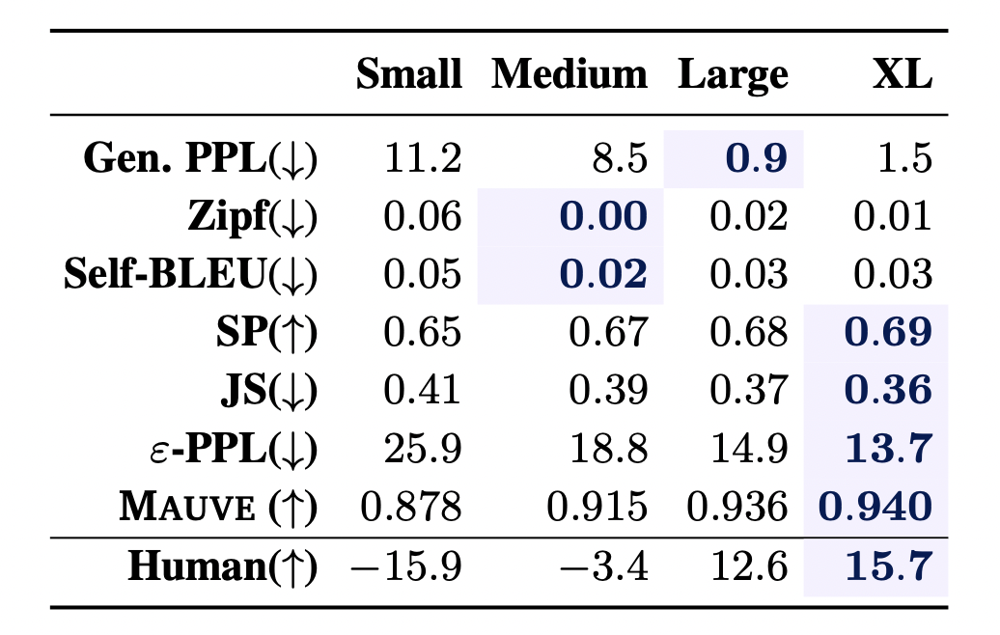 Small Medium Large XL
Gen. PPL(↓) 11.2 8.5 0.9 1.5
Zipf(↓) 0.06 0.00 0.02 0.01
Self-BLEU(↓) 0.05 0.02 0.03 0.03
SP(↑) 0.65 0.67 0.68 0.69
JS(↓) 0.41 0.39 0.37 0.36
ε-PPL(↓) 25.9 18.8 14.9 13.7
MAUVE (↑) 0.878 0.915 0.936 0.940
Human(↑) −15.9 −3.4 12.6 15.7